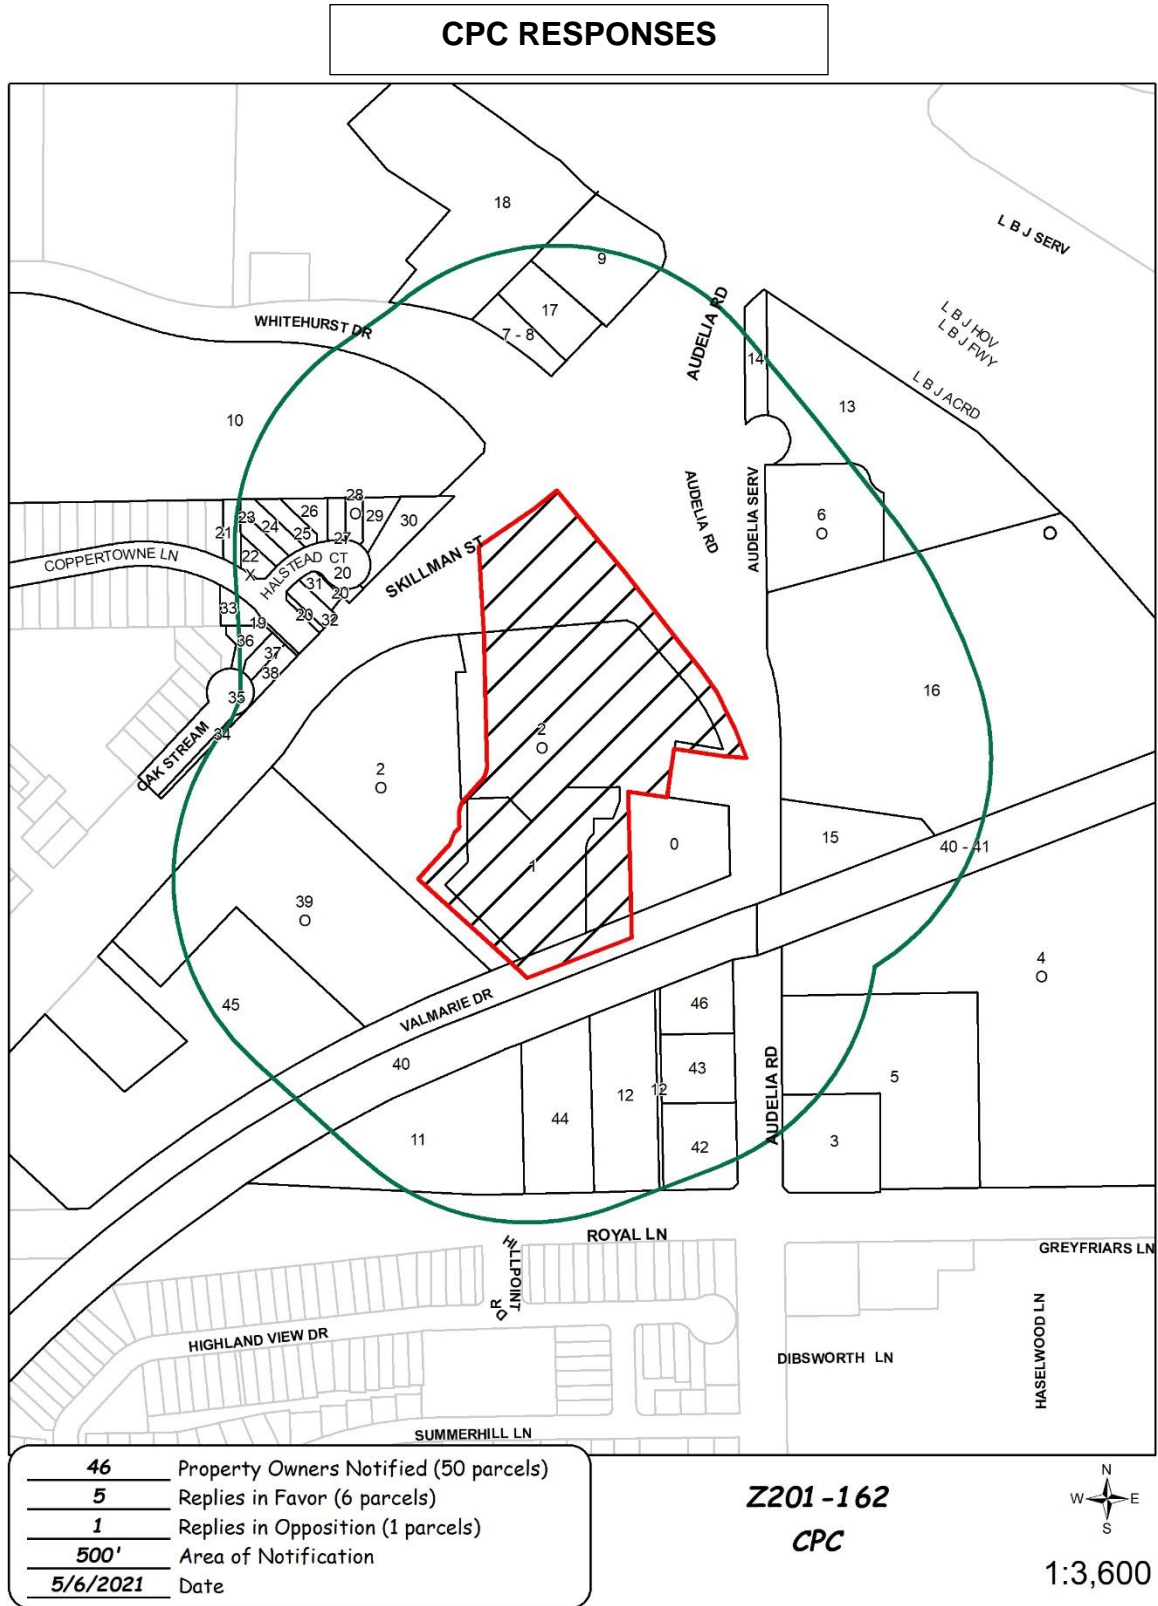 CPC RESPONSES
18
L B J SERV
9
17
AUDELIA RD
L B J HOV
L B J FWY
WHITEHURST DR
7 - 8
14
L B J ACRD
13
10
28
O
26
29
30
23
24
25
27
21
22
X
HALSTEAD CT
COPPERTOWNE LN
20
31
20
20
32
33
19
36
37
38
35
34
OAK STREAM
O
SKILLMAN ST
AUDELIA RD
AUDELIA SERV
6
O
O
16
2
O
2
O
1
0
15
40 - 41
39
O
4
O
45
VALMARIE DR
46
40
43
12
12
44
11
42
AUDELIA RD
5
3
ROYAL LN
HILLPOINT DR
GREYFRIARS LN
HIGHLAND VIEW DR
DIBSWORTH LN
HASELWOOD LN
SUMMERHILL LN
46 Property Owners Notified (50 parcels)
5 Replies in Favor (6 parcels)
1 Replies in Opposition (1 parcels)
500' Area of Notification
5/6/2021 Date
Z201-162
CPC
N
W E
S
1:3,600